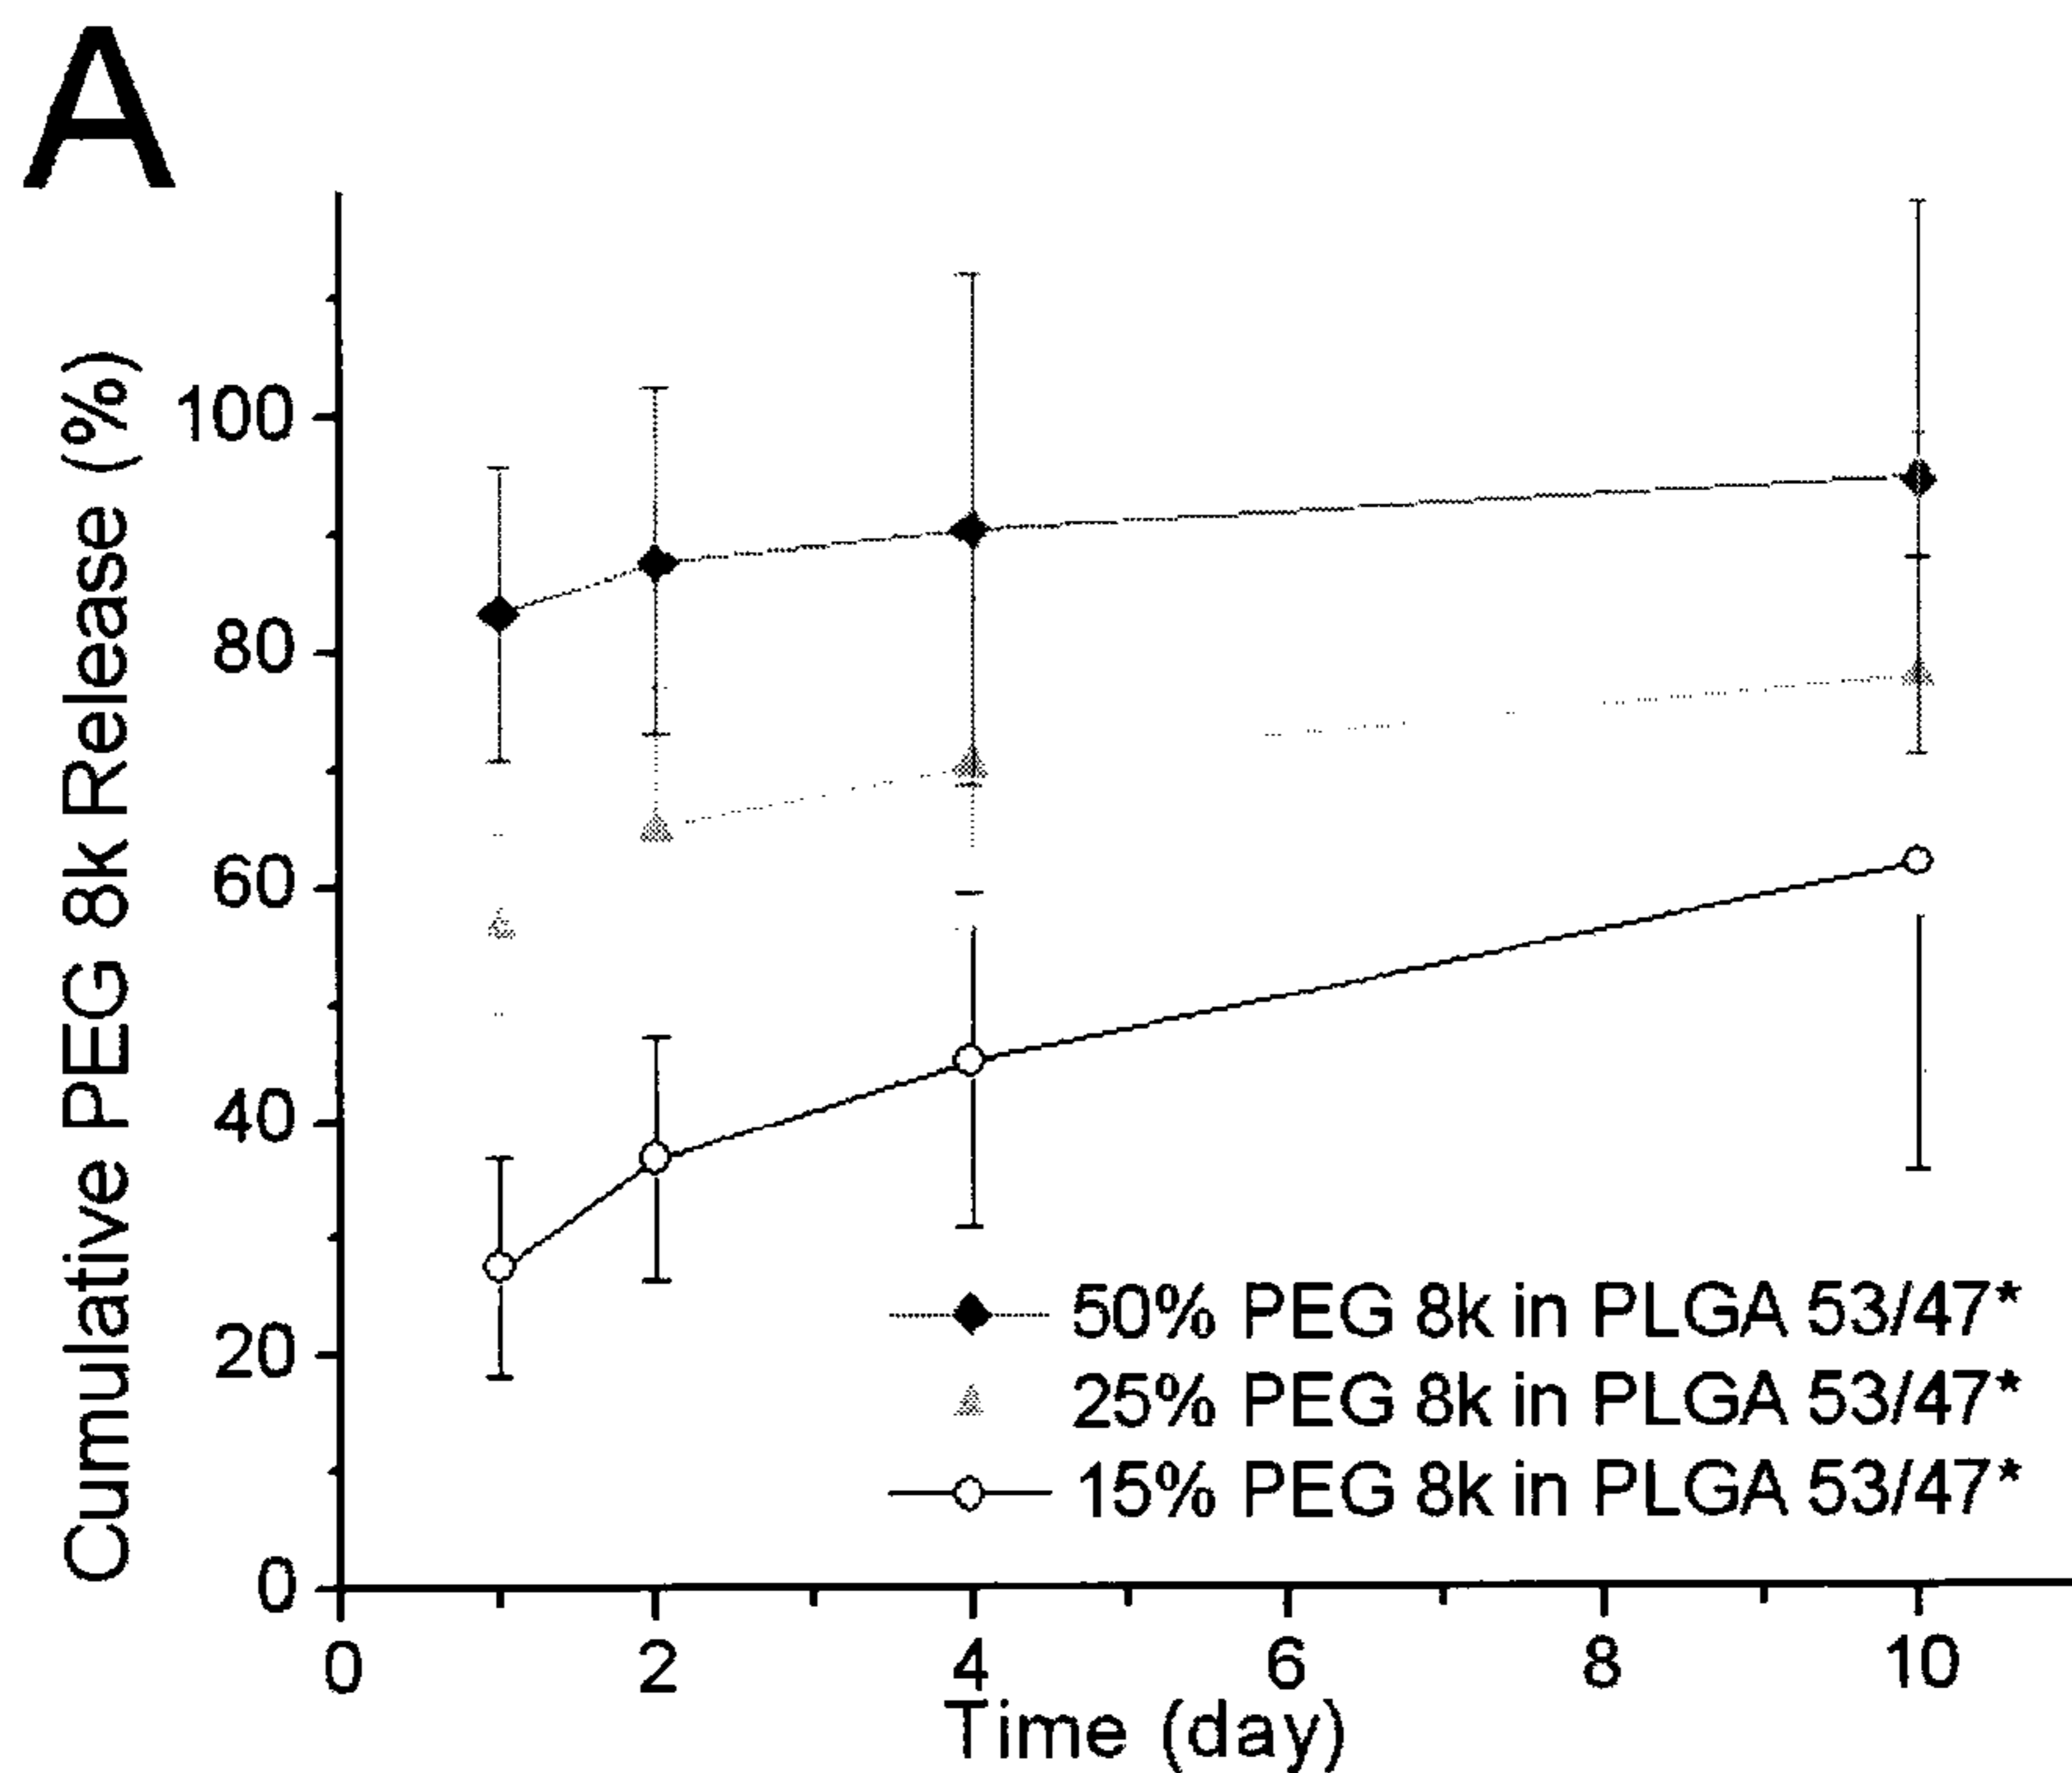 A
Cumulative PEG 8k Release (%)
100
80
60
40
20
0
50% PEG 8k in PLGA 53/47*
25% PEG 8k in PLGA 53/47*
15% PEG 8k in PLGA 53/47*
0 2 4 6 8 10
Time (day)